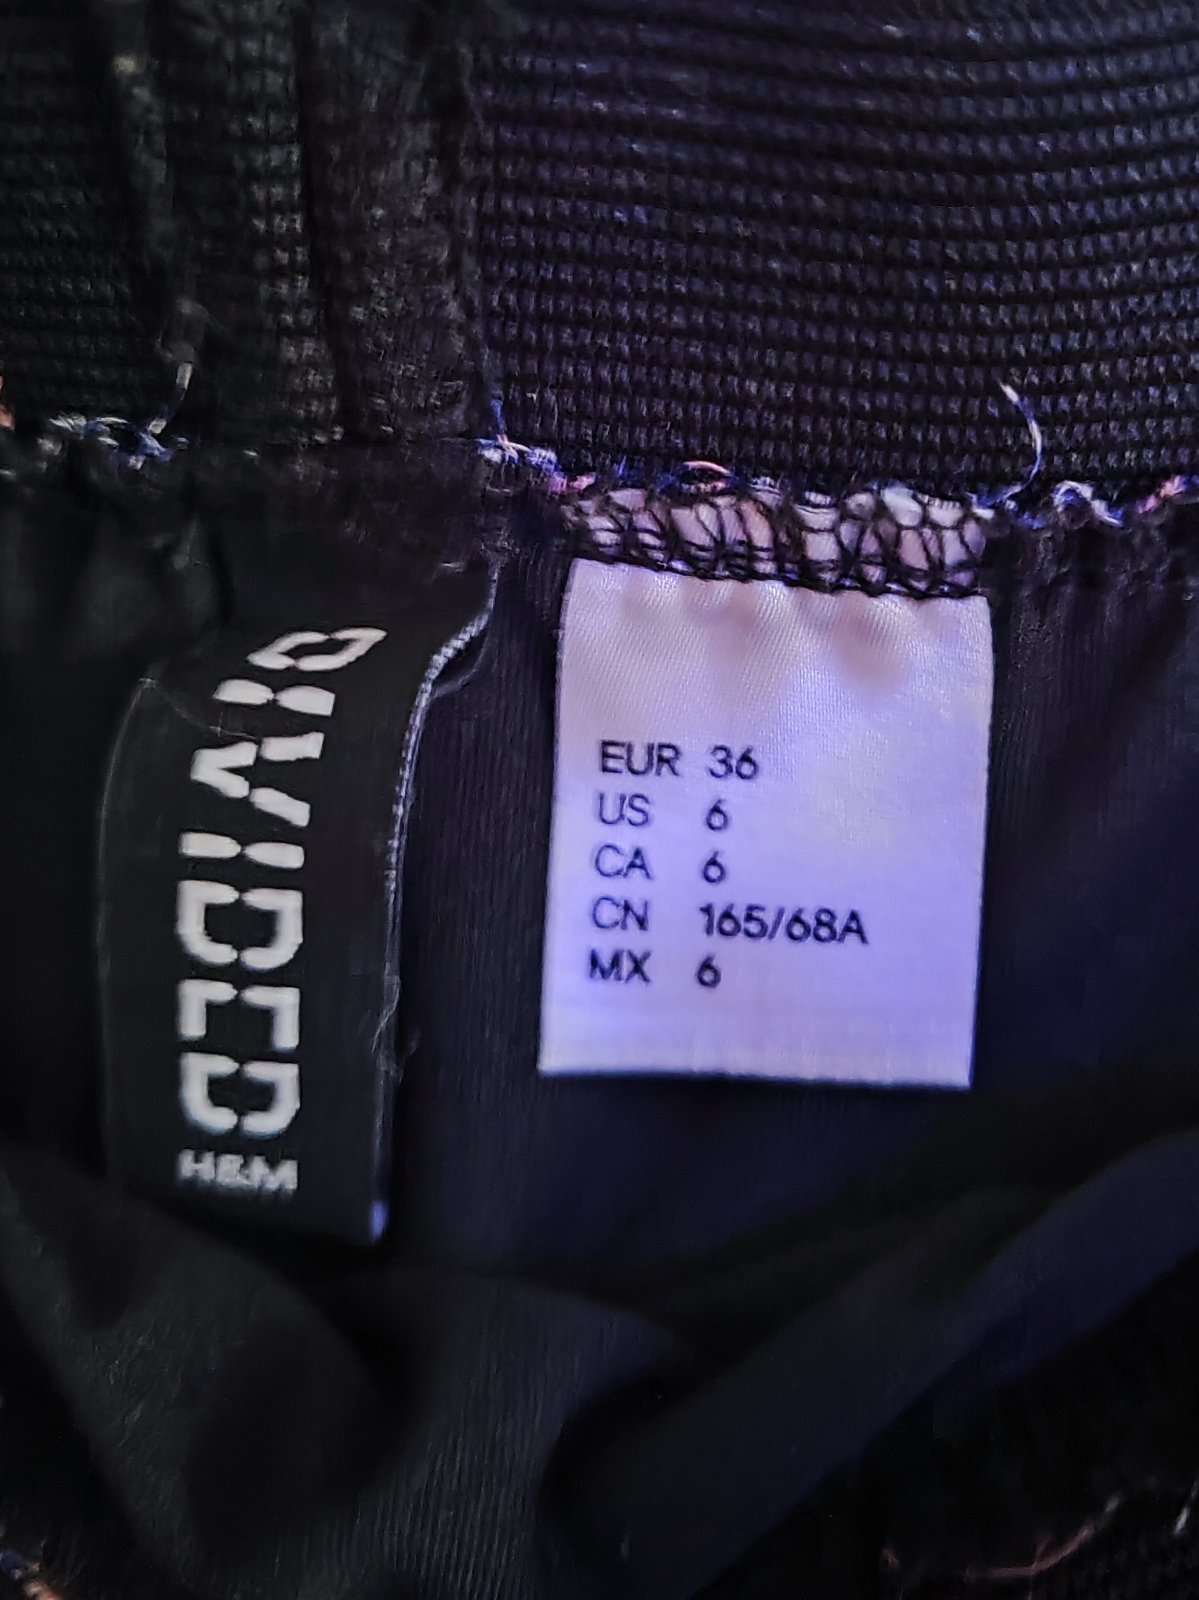 DIVIDED
H&M
EUR 36
US 6
CA 6
CN 165/68A
MX 6